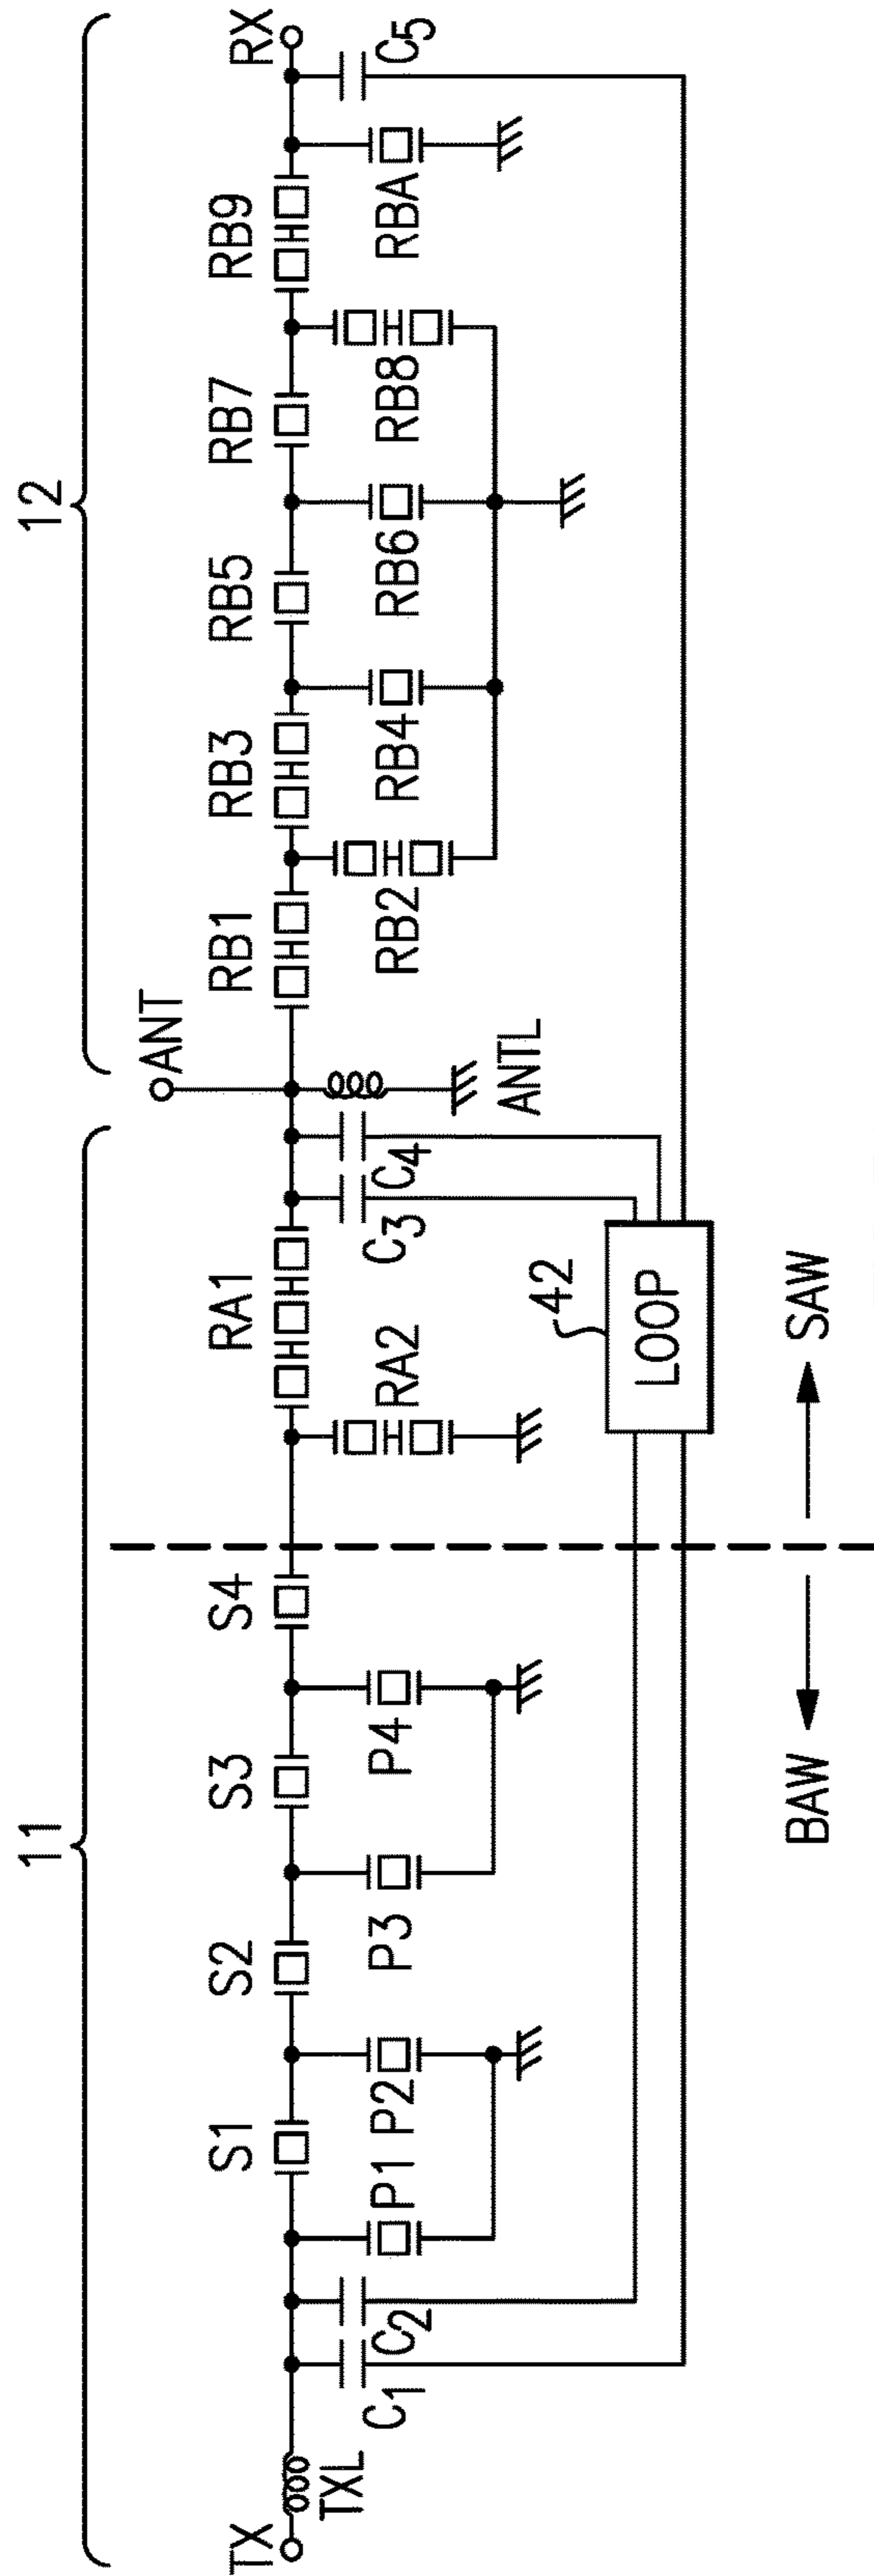 11
12
TX
TXL
C1
C2
S1
P1
P2
S2
P3
S3
P4
S4
RA2
RA1
C3
C4
ANT
ANTL
RB1
RB2
RB3
RB4
RB5
RB6
RB7
RB8
RB9
RBA
C5
RX
42
LOOP
BAW
SAW